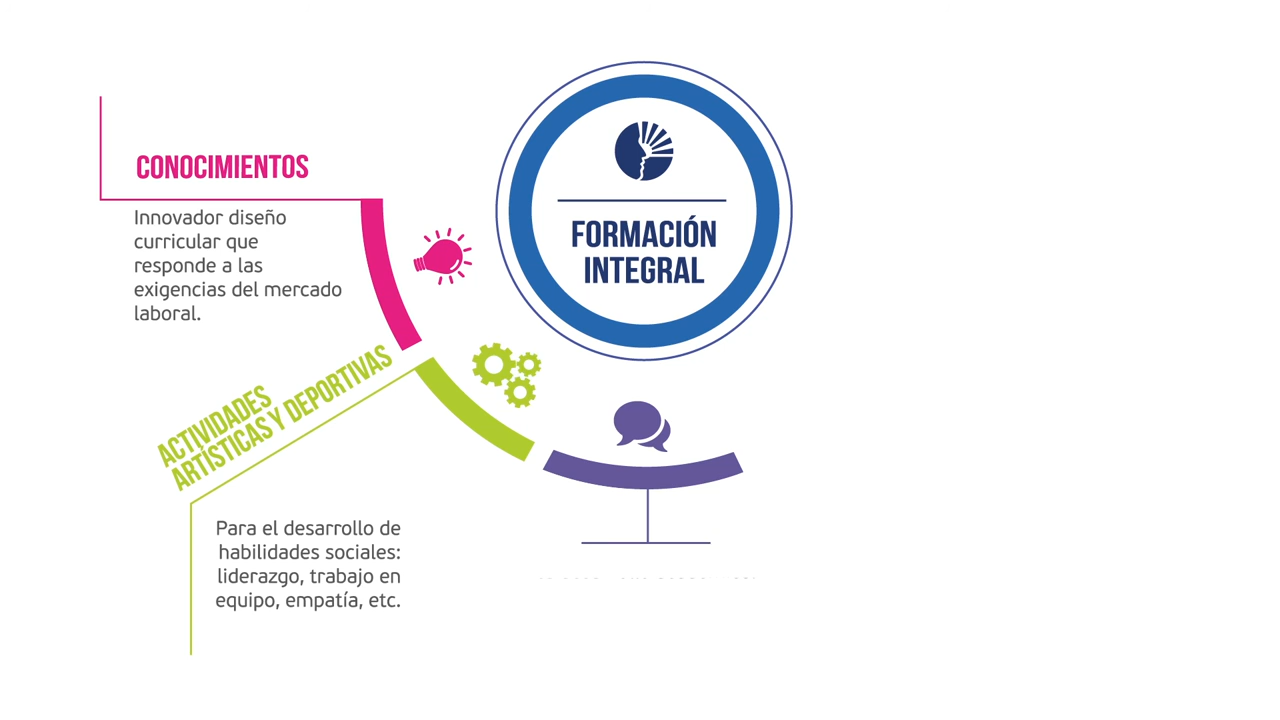 FORMACIÓN
INTEGRAL
CONOCIMIENTOS
Innovador diseño
curricular que
responde a las
exigencias del mercado
laboral.
ACTIVIDADES
ARTÍSTICAS Y DEPORTIVAS
Para el desarrollo de
habilidades sociales:
liderazgo, trabajo en
equipo, empatía, etc.